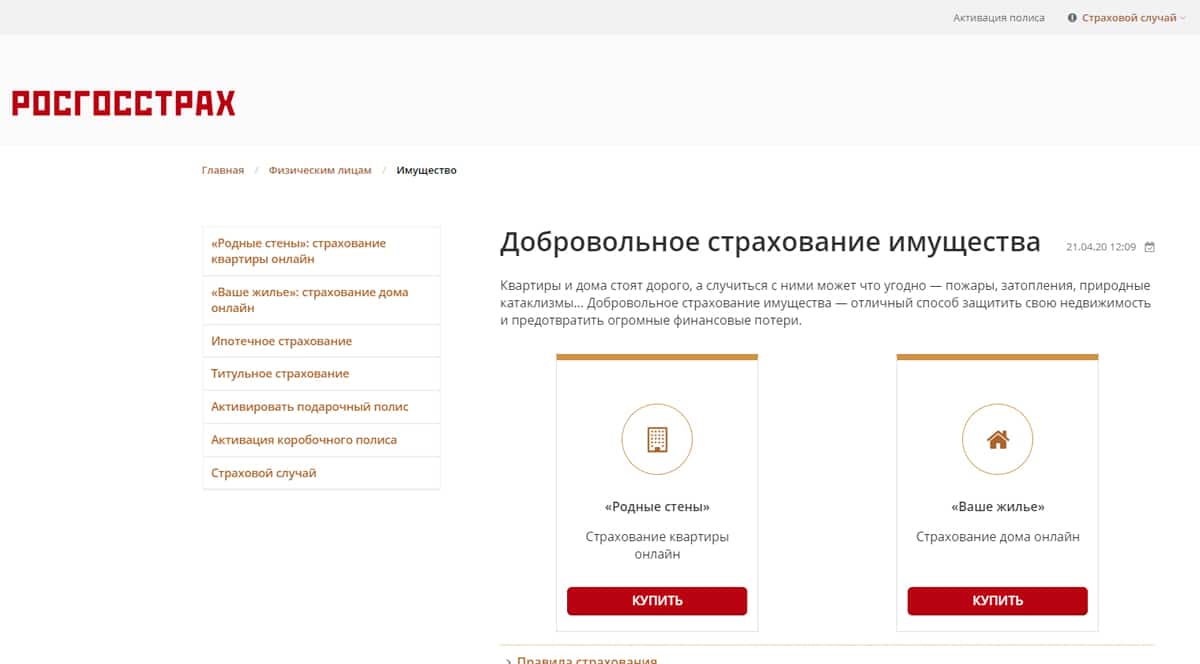 Активация полиса
Страховой случай
РОСГОССТРАХ
Главная / Физическим лицам / Имущество
«Родные стены»: страхование
квартиры онлайн
«Ваше жилье»: страхование дома
онлайн
Ипотечное страхование
Титульное страхование
Активировать подарочный полис
Активация коробочного полиса
Страховой случай
Добровольное страхование имущества
21.04.20 12:09
Квартиры и дома стоят дорого, а случиться с ними может что угодно — пожары, затопления, природные
катаклизмы... Добровольное страхование имущества — отличный способ защитить свою недвижимость
и предотвратить огромные финансовые потери.
«Родные стены»
Страхование квартиры
онлайн
КУПИТЬ
«Ваше жилье»
Страхование дома онлайн
КУПИТЬ
Правила страхования